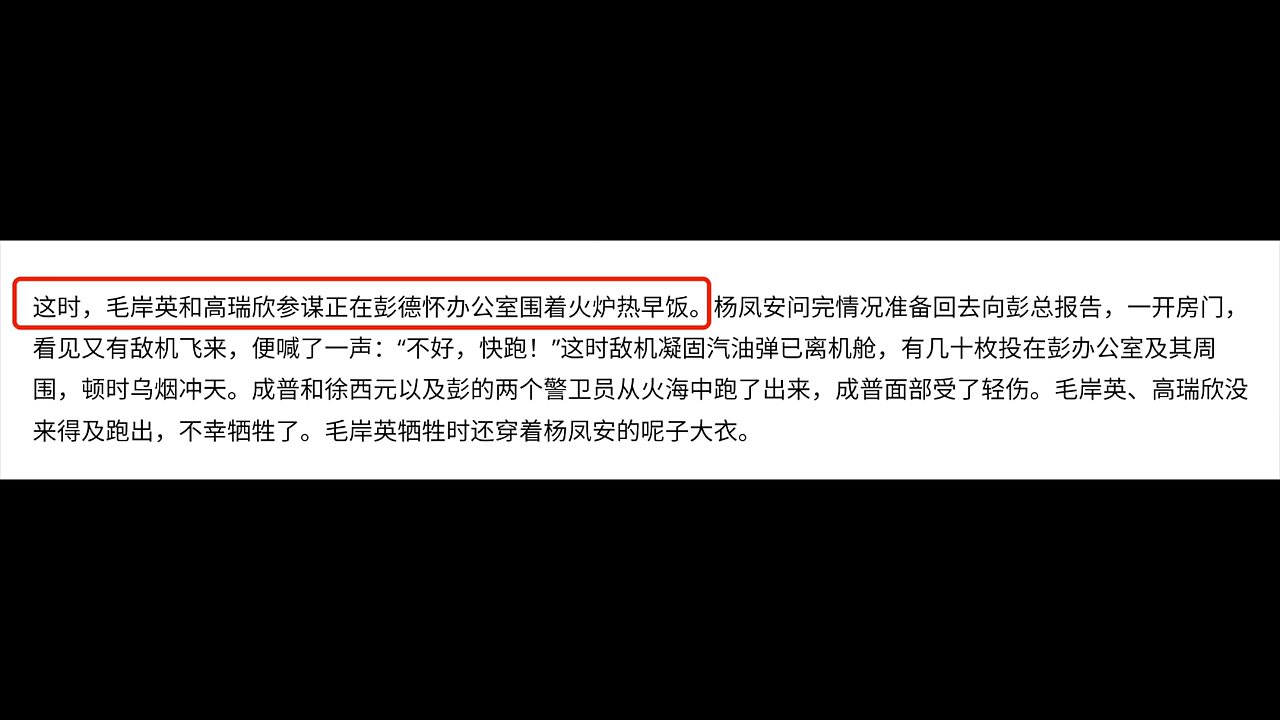 这时，毛岸英和高瑞欣参谋正在彭德怀办公室围着火炉热早饭。杨凤安问完情况准备回去向彭总报告，一开房门，
看见又有敌机飞来，便喊了一声：“不好，快跑！”这时敌机凝固汽油弹已离机舱，有几十枚投在彭办公室及其周
围，顿时乌烟冲天。成普和徐西元以及彭的两个警卫员从火海中跑了出来，成普面部受了轻伤。毛岸英、高瑞欣没
来得及跑出，不幸牺牲了。毛岸英牺牲时还穿着杨凤安的呢子大衣。